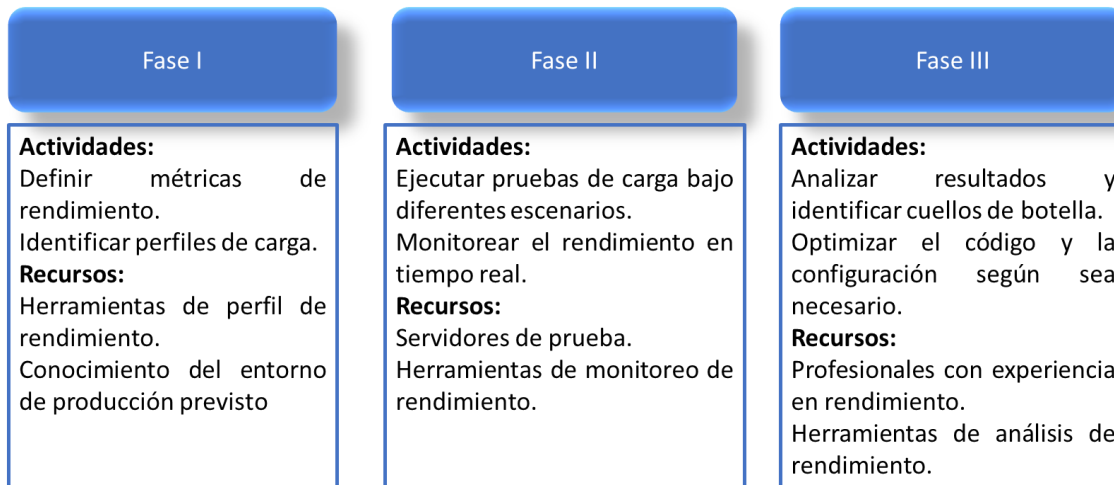 Fase I
Actividades:
Definir métricas de
rendimiento.
Identificar perfiles de carga.
Recursos:
Herramientas de perfil de
rendimiento.
Conocimiento del entorno
de producción previsto
Fase II
Actividades:
Ejecutar pruebas de carga bajo
diferentes escenarios.
Monitorear el rendimiento en
tiempo real.
Recursos:
Servidores de prueba.
Herramientas de monitoreo de
rendimiento.
Fase III
Actividades:
Analizar resultados y
identificar cuellos de botella.
Optimizar el código y la
configuración según sea
necesario.
Recursos:
Profesionales con experiencia
en rendimiento.
Herramientas de análisis de
rendimiento.